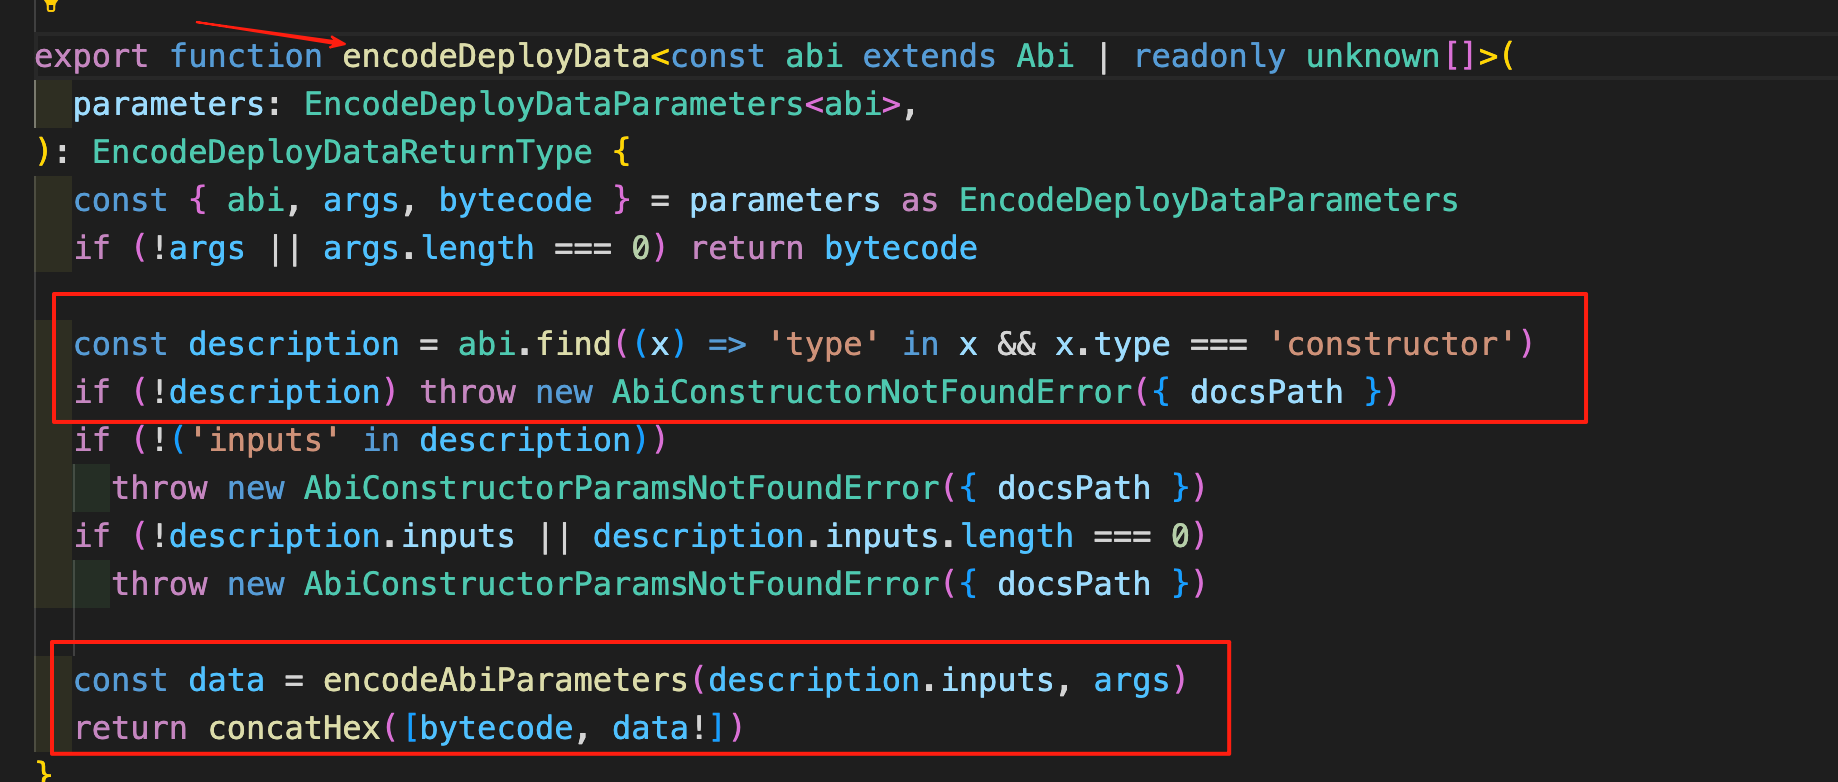 export function encodeDeployData<const abi extends Abi | readonly unknown[]>(
  parameters: EncodeDeployDataParameters<abi>,
): EncodeDeployDataReturnType {
  const { abi, args, bytecode } = parameters as EncodeDeployDataParameters
  if (!args || args.length === 0) return bytecode
  const description = abi.find((x) => 'type' in x && x.type === 'constructor')
  if (!description) throw new AbiConstructorNotFoundError({ docsPath })
  if (!('inputs' in description))
    throw new AbiConstructorParamsNotFoundError({ docsPath })
  if (!description.inputs || description.inputs.length === 0)
    throw new AbiConstructorParamsNotFoundError({ docsPath })
  const data = encodeAbiParameters(description.inputs, args)
  return concatHex([bytecode, data!])
}